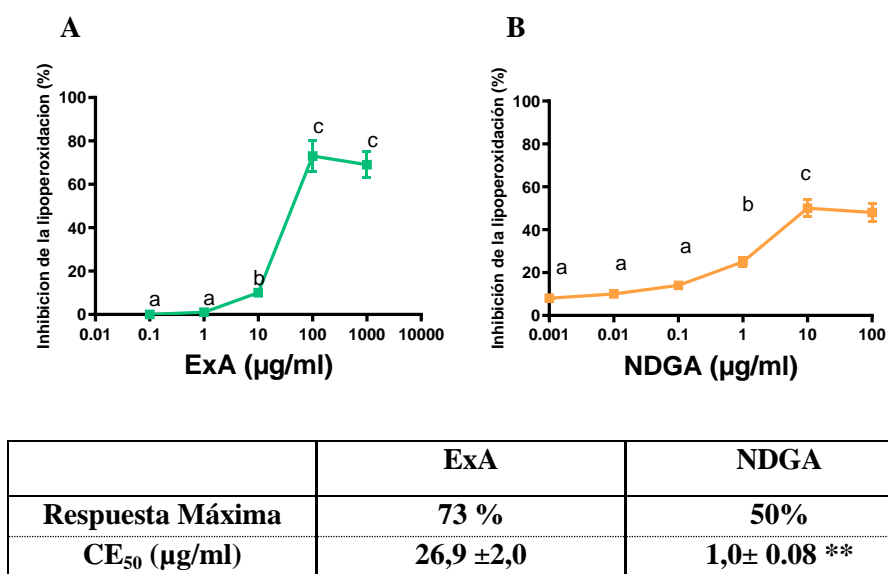 A
B
Inhibicion de la lipoperoxidacion (%)
100
80
60
40
20
0
a
a
b
c
c
0.01
0.1
1
10
100
1000
10000
ExA (µg/ml)
Inhibición de la lipoperoxidación (%)
100
80
60
40
20
0
a
a
a
b
c
0.001
0.01
0.1
1
10
100
NDGA (µg/ml)
ExA NDGA
Respuesta Máxima 73 % 50%
CE₅₀ (µg/ml) 26,9 ±2,0 1,0± 0.08 **